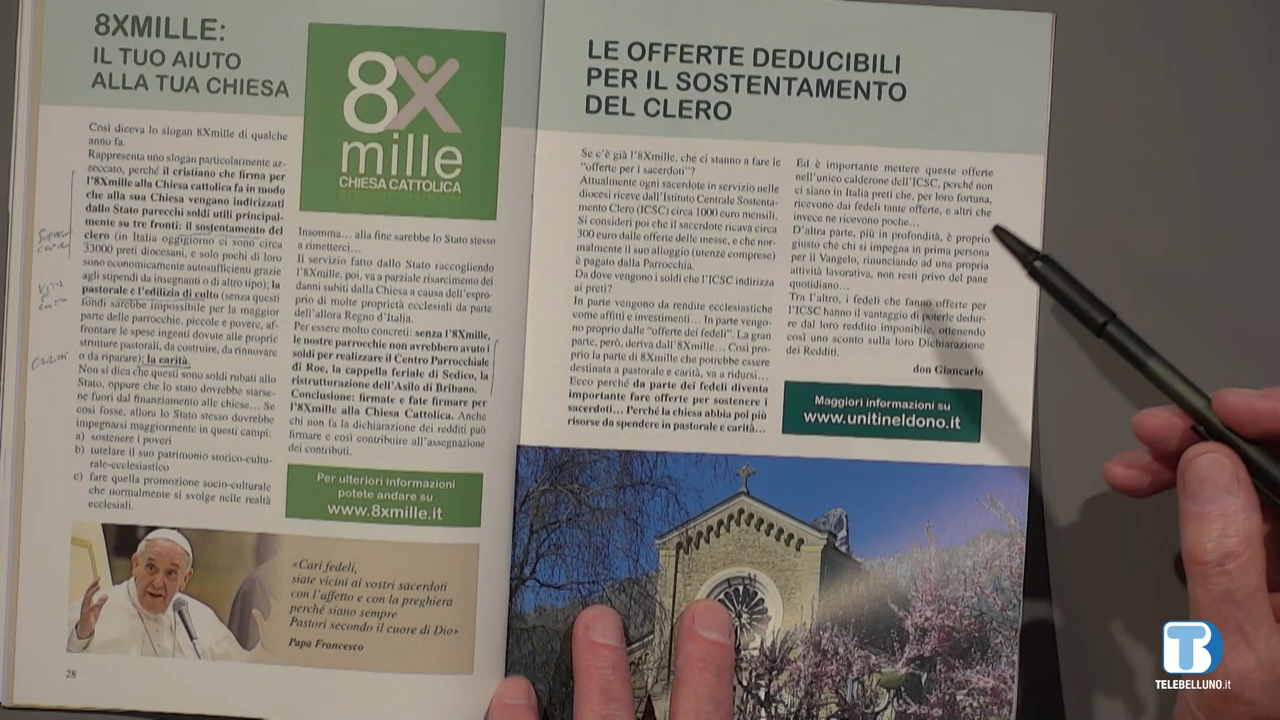 8XMILLE:
IL TUO AIUTO
ALLA TUA CHIESA
Così diceva lo slogan 8Xmille di qualche
anno fa.
Rappresenta uno slogan particolarmente az-
zeccato, perché il cristiano che firma per
l'8Xmille alla Chiesa cattolica fa in modo
che alla sua Chiesa vengano indirizzati
dallo Stato parecchi soldi utili principal-
mente su tre fronti: il sostentamento del
clero (in Italia oggigiorno ci sono circa
33000 preti diocesani, e solo pochi di loro
sono economicamente autosufficienti grazie
agli stipendi da insegnanti o di altro tipo); la
pastorale e l'edilizia di culto (senza questi
fondi sarebbe impossibile per la maggior
parte delle parrocchie, piccole e povere, af-
frontare le spese ingenti dovute alle proprie
strutture pastorali, da costruire, da rinnovare
o da riparare); la carità.
Non si dica che questi sono soldi rubati allo
Stato, oppure che lo stato dovrebbe starse-
ne fuori dal finanziamento alle chiese... Se
così fosse, allora lo Stato stesso dovrebbe
impegnarsi maggiormente in questi campi:
a) sostenere i poveri
b) tutelare il suo patrimonio storico-cultu-
rale-ecclesiastico
c) fare quella promozione socio-culturale
che normalmente si svolge nelle realtà
ecclesiali.
8X
mille
CHIESA CATTOLICA
Insomma... alla fine sarebbe lo Stato stesso
a rimetterci...
Il servizio fatto dallo Stato raccogliendo
l'8Xmille, poi, va a parziale risarcimento dei
danni subiti dalla Chiesa a causa dell'espro-
prio di molte proprietà ecclesiali da parte
dell'allora Regno d'Italia.
Per essere molto concreti: senza l'8Xmille,
le nostre parrocchie non avrebbero avuto i
soldi per realizzare il Centro Parrocchiale
di Roe, la cappella feriale di Sedico, la
ristrutturazione dell'Asilo di Bribano.
Conclusione: firmate e fate firmare per
l'8Xmille alla Chiesa Cattolica. Anche
chi non fa la dichiarazione dei redditi può
firmare e così contribuire all'assegnazione
dei contributi.
Per ulteriori informazioni
potete andare su
www.8xmille.it
«Cari fedeli,
siate vicini ai vostri sacerdoti
con l'affetto e con la preghiera
perché siano sempre
Pastori secondo il cuore di Dio»
Papa Francesco
28
LE OFFERTE DEDUCIBILI
PER IL SOSTENTAMENTO
DEL CLERO
Se c'è già l'8Xmille, che ci stanno a fare le
"offerte per i sacerdoti"?
Attualmente ogni sacerdote in servizio nelle
diocesi riceve dall'Istituto Centrale Sostenta-
mento Clero (ICSC) circa 1000 euro mensili.
Si consideri poi che il sacerdote ricava circa
300 euro dalle offerte delle messe, e che nor-
malmente il suo alloggio (utenze comprese)
è pagato dalla Parrocchia.
Da dove vengono i soldi che l'ICSC indirizza
ai preti?
In parte vengono da rendite ecclesiastiche
come affitti e investimenti... In parte vengo-
no proprio dalle "offerte dei fedeli". La gran
parte, però, deriva dall'8Xmille... Così pro-
prio la parte di 8Xmille che potrebbe essere
destinata a pastorale e carità, va a ridursi...
Ecco perché da parte dei fedeli diventa
importante fare offerte per sostenere i
sacerdoti... Perché la chiesa abbia poi più
risorse da spendere in pastorale e carità...
Ed è importante mettere queste offerte
nell'unico calderone dell'ICSC, perché non
ci siano in Italia preti che, per loro fortuna,
ricevono dai fedeli tante offerte, e altri che
invece ne ricevono poche...
D'altra parte, più in profondità, è proprio
giusto che chi si impegna in prima persona
per il Vangelo, rinunciando ad una propria
attività lavorativa, non resti privo del pane
quotidiano...
Tra l'altro, i fedeli che fanno offerte per
l'ICSC hanno il vantaggio di poterle dedur-
re dal loro reddito imponibile, ottenendo
così uno sconto sulla loro Dichiarazione
dei Redditi.
don Giancarlo
Maggiori informazioni su
www.unitineldono.it
TELEBELLUNO.it